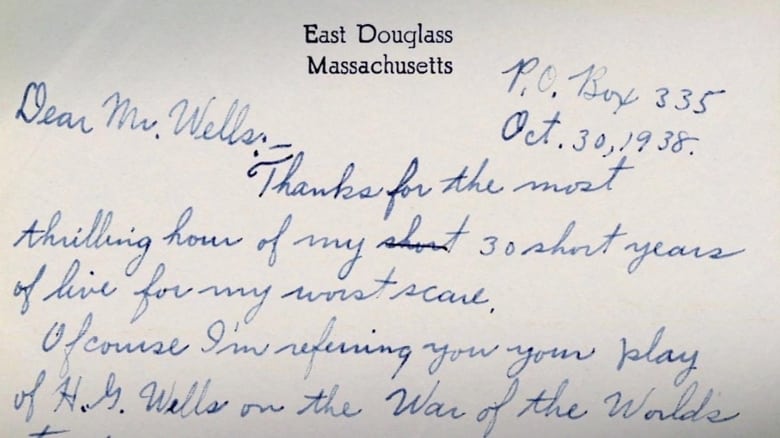 East Douglass
Massachusetts
P.O. Box 335
Oct. 30, 1938.
Dear Mr. Wells:-
Thanks for the most
thrilling hour of my short 30 short years
of live for my worst scare.
Of course I'm referring you your play
of H.G. Wells on the War of the Worlds